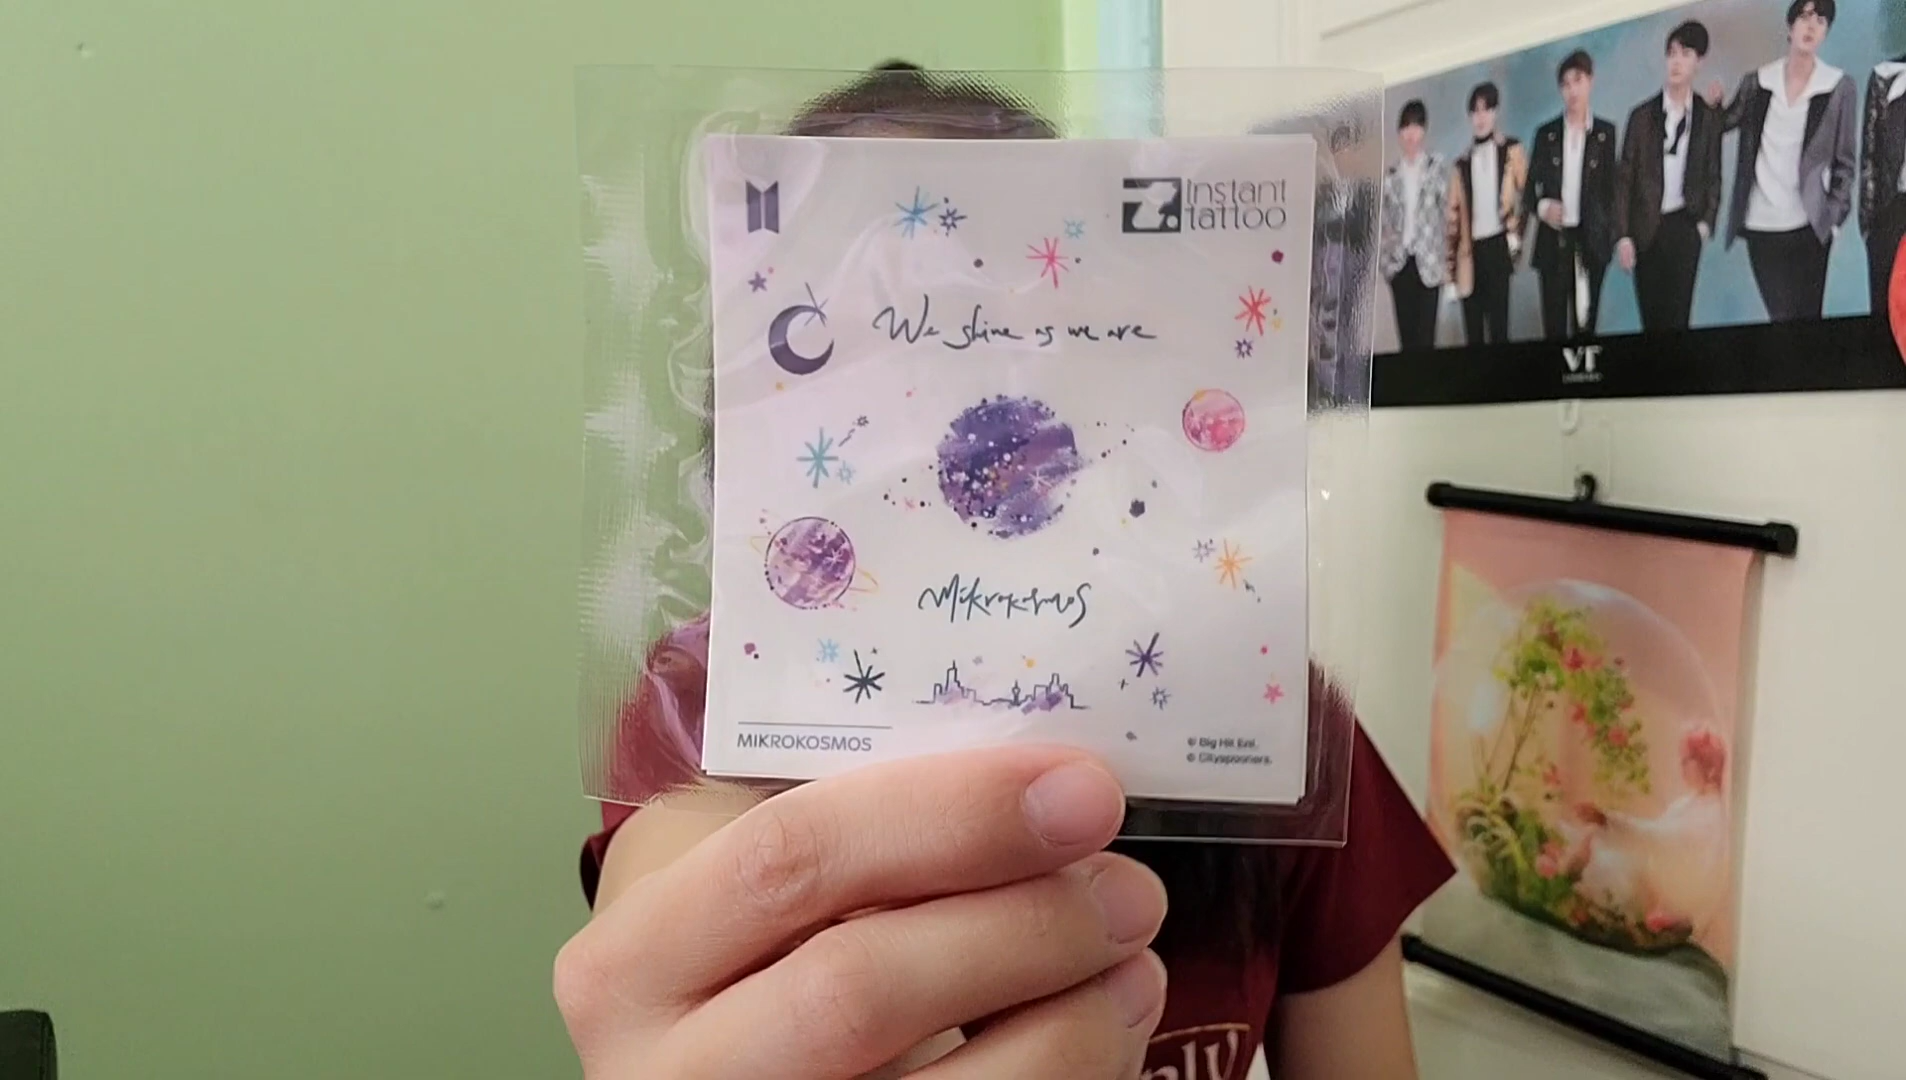 Instant
tattoo
We shine as we are
Mikrokosmos
MIKROKOSMOS
© Big Hit Ent.
© Cityspooners.
VT